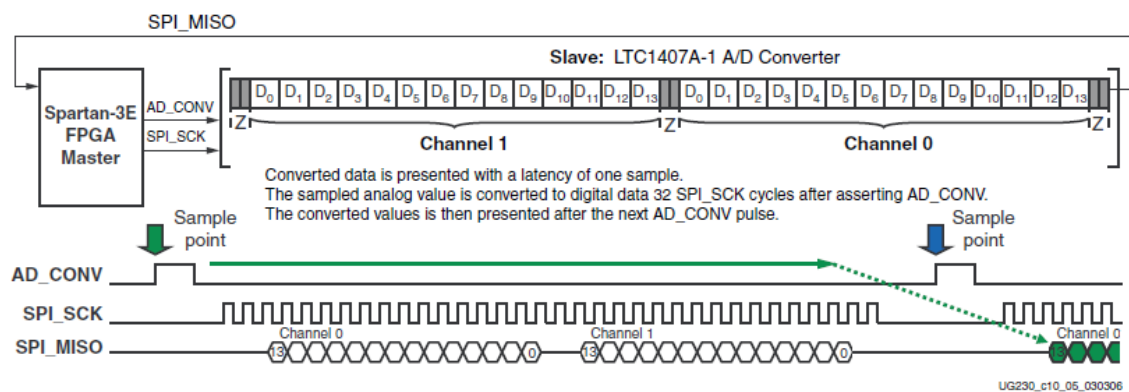 SPI_MISO
Slave: LTC1407A-1 A/D Converter
Spartan-3E
FPGA
Master
AD_CONV
SPI_SCK
D0 D1 D2 D3 D4 D5 D6 D7 D8 D9 D10 D11 D12 D13 D0 D1 D2 D3 D4 D5 D6 D7 D8 D9 D10 D11 D12 D13
Z Z Z
Channel 1 Channel 0
Converted data is presented with a latency of one sample.
The sampled analog value is converted to digital data 32 SPI_SCK cycles after asserting AD_CONV.
The converted values is then presented after the next AD_CONV pulse.
Sample
point
Sample
point
AD_CONV
SPI_SCK
Channel 0 Channel 1 Channel 0
SPI_MISO 13 0 13 0 13
UG230_c10_05_030306